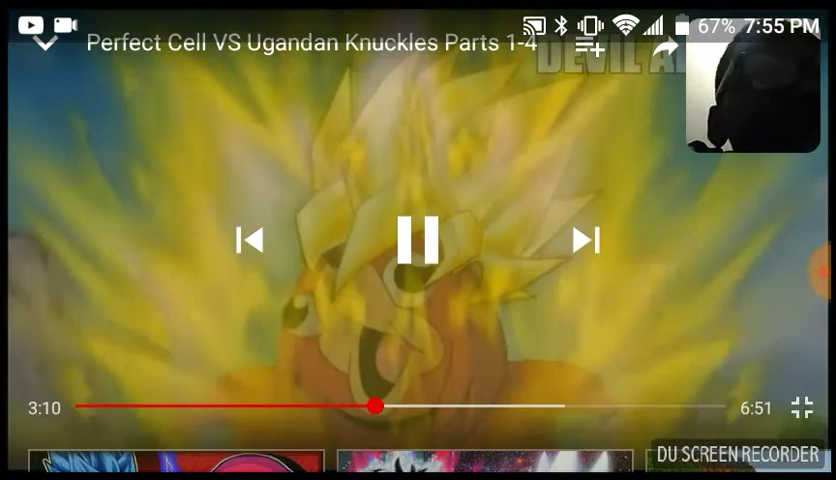 67% 7:55 PM
Perfect Cell VS Ugandan Knuckles Parts 1-4
DEVIL
3:10
6:51
DU SCREEN RECORDER